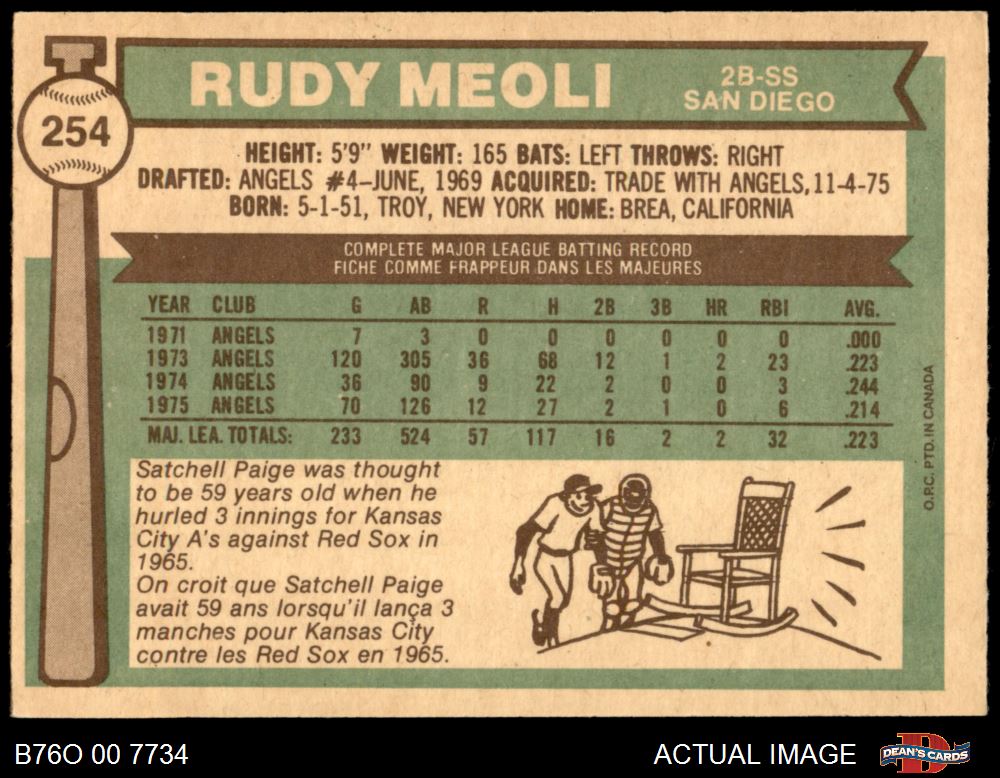 RUDY MEOLI
2B-SS
SAN DIEGO
254
HEIGHT: 5'9" WEIGHT: 165 BATS: LEFT THROWS: RIGHT
DRAFTED: ANGELS #4-JUNE, 1969 ACQUIRED: TRADE WITH ANGELS, 11-4-75
BORN: 5-1-51, TROY, NEW YORK HOME: BREA, CALIFORNIA
COMPLETE MAJOR LEAGUE BATTING RECORD
FICHE COMME FRAPPEUR DANS LES MAJEURES
YEAR CLUB G AB R H 2B 3B HR RBI AVG.
1971 ANGELS 7 3 0 0 0 0 0 0 .000
1973 ANGELS 120 305 36 68 12 1 2 23 .223
1974 ANGELS 36 90 9 22 2 0 0 3 .244
1975 ANGELS 70 126 12 27 2 1 0 6 .214
MAJ. LEA. TOTALS: 233 524 57 117 16 2 2 32 .223
Satchell Paige was thought
to be 59 years old when he
hurled 3 innings for Kansas
City A's against Red Sox in
1965.
On croit que Satchell Paige
avait 59 ans lorsqu'il lança 3
manches pour Kansas City
contre les Red Sox en 1965.
O.P.C. PTD. IN CANADA
B76O 00 7734
ACTUAL IMAGE
D
DEAN'S CARDS